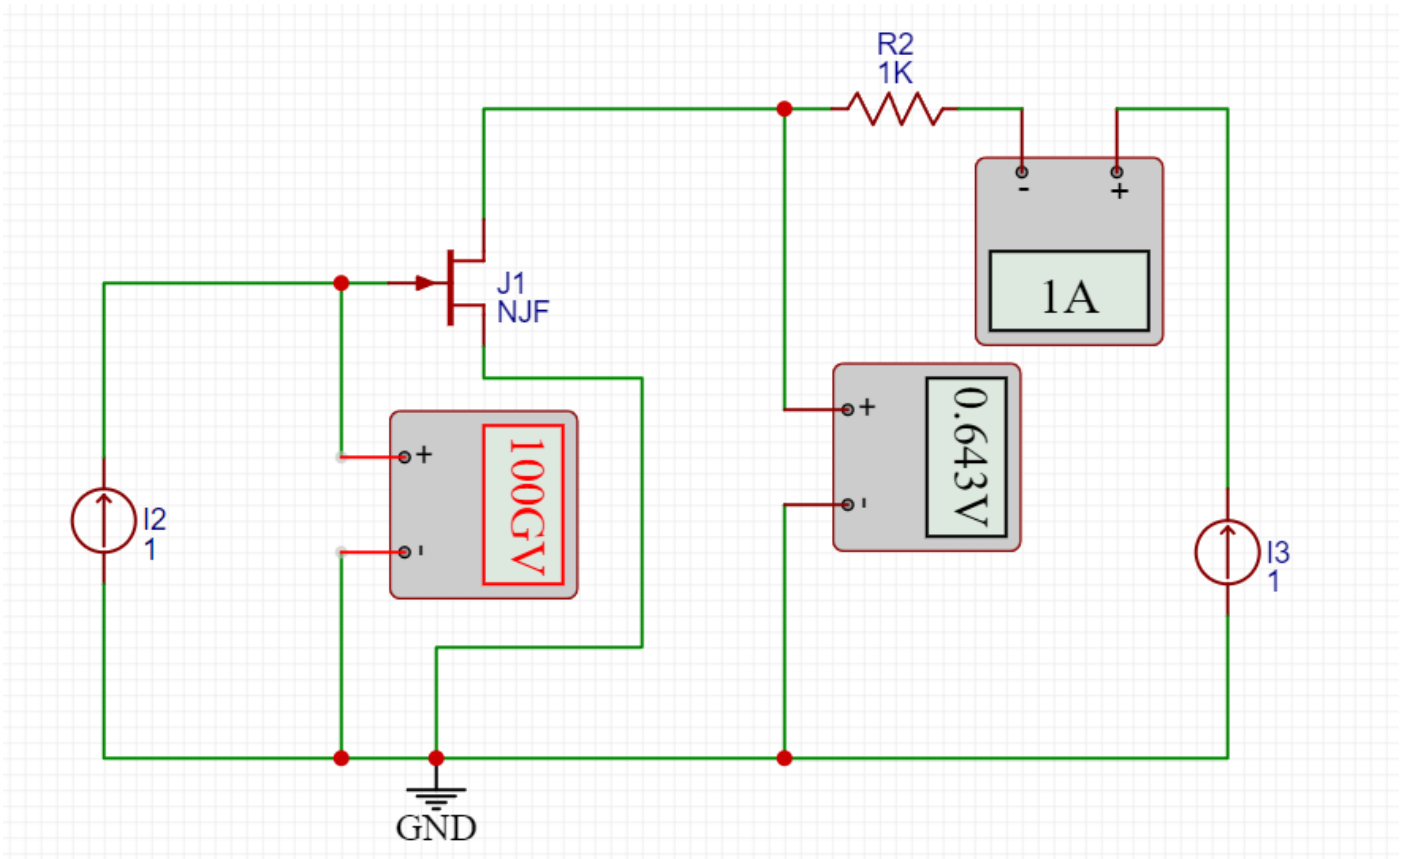 R2
1K
-
+
1A
J1
NJF
+
-
100GV
+
-
0.643V
I2
1
I3
1
GND